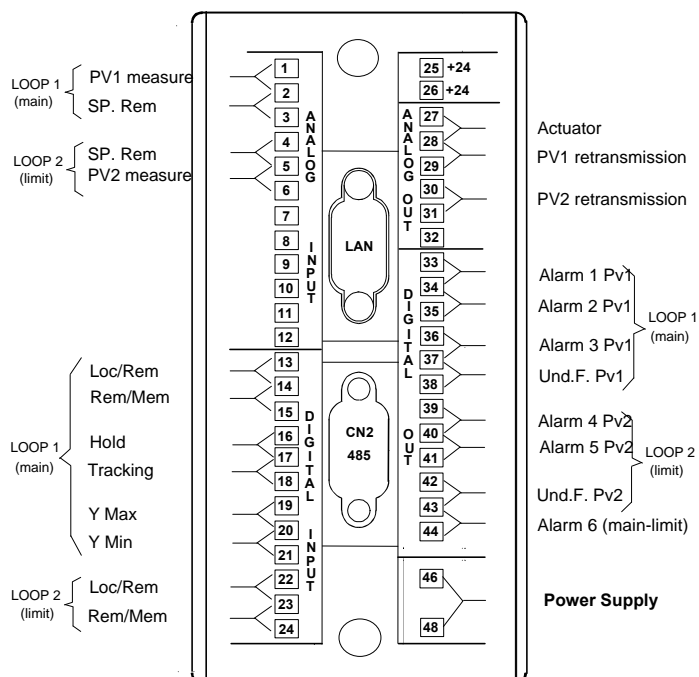 LOOP 1
(main)
PV1 measure
SP. Rem
LOOP 2
(limit)
SP. Rem
PV2 measure
LOOP 1
(main)
Loc/Rem
Rem/Mem
Hold
Tracking
Y Max
Y Min
LOOP 2
(limit)
Loc/Rem
Rem/Mem
1
2
3
4
5
6
7
8
9
10
11
12
ANALOG INPUT
13
14
15
16
17
18
19
20
21
22
23
24
DIGITAL INPUT
LAN
CN2
485
25 +24
26 +24
ANALOG OUT
27
28
29
30
31
32
DIGITAL OUT
33
34
35
36
37
38
39
40
41
42
43
44
46
48
Actuator
PV1 retransmission
PV2 retransmission
Alarm 1 Pv1
Alarm 2 Pv1
Alarm 3 Pv1
Und.F. Pv1
LOOP 1
(main)
Alarm 4 Pv2
Alarm 5 Pv2
Und.F. Pv2
LOOP 2
(limit)
Alarm 6 (main-limit)
Power Supply